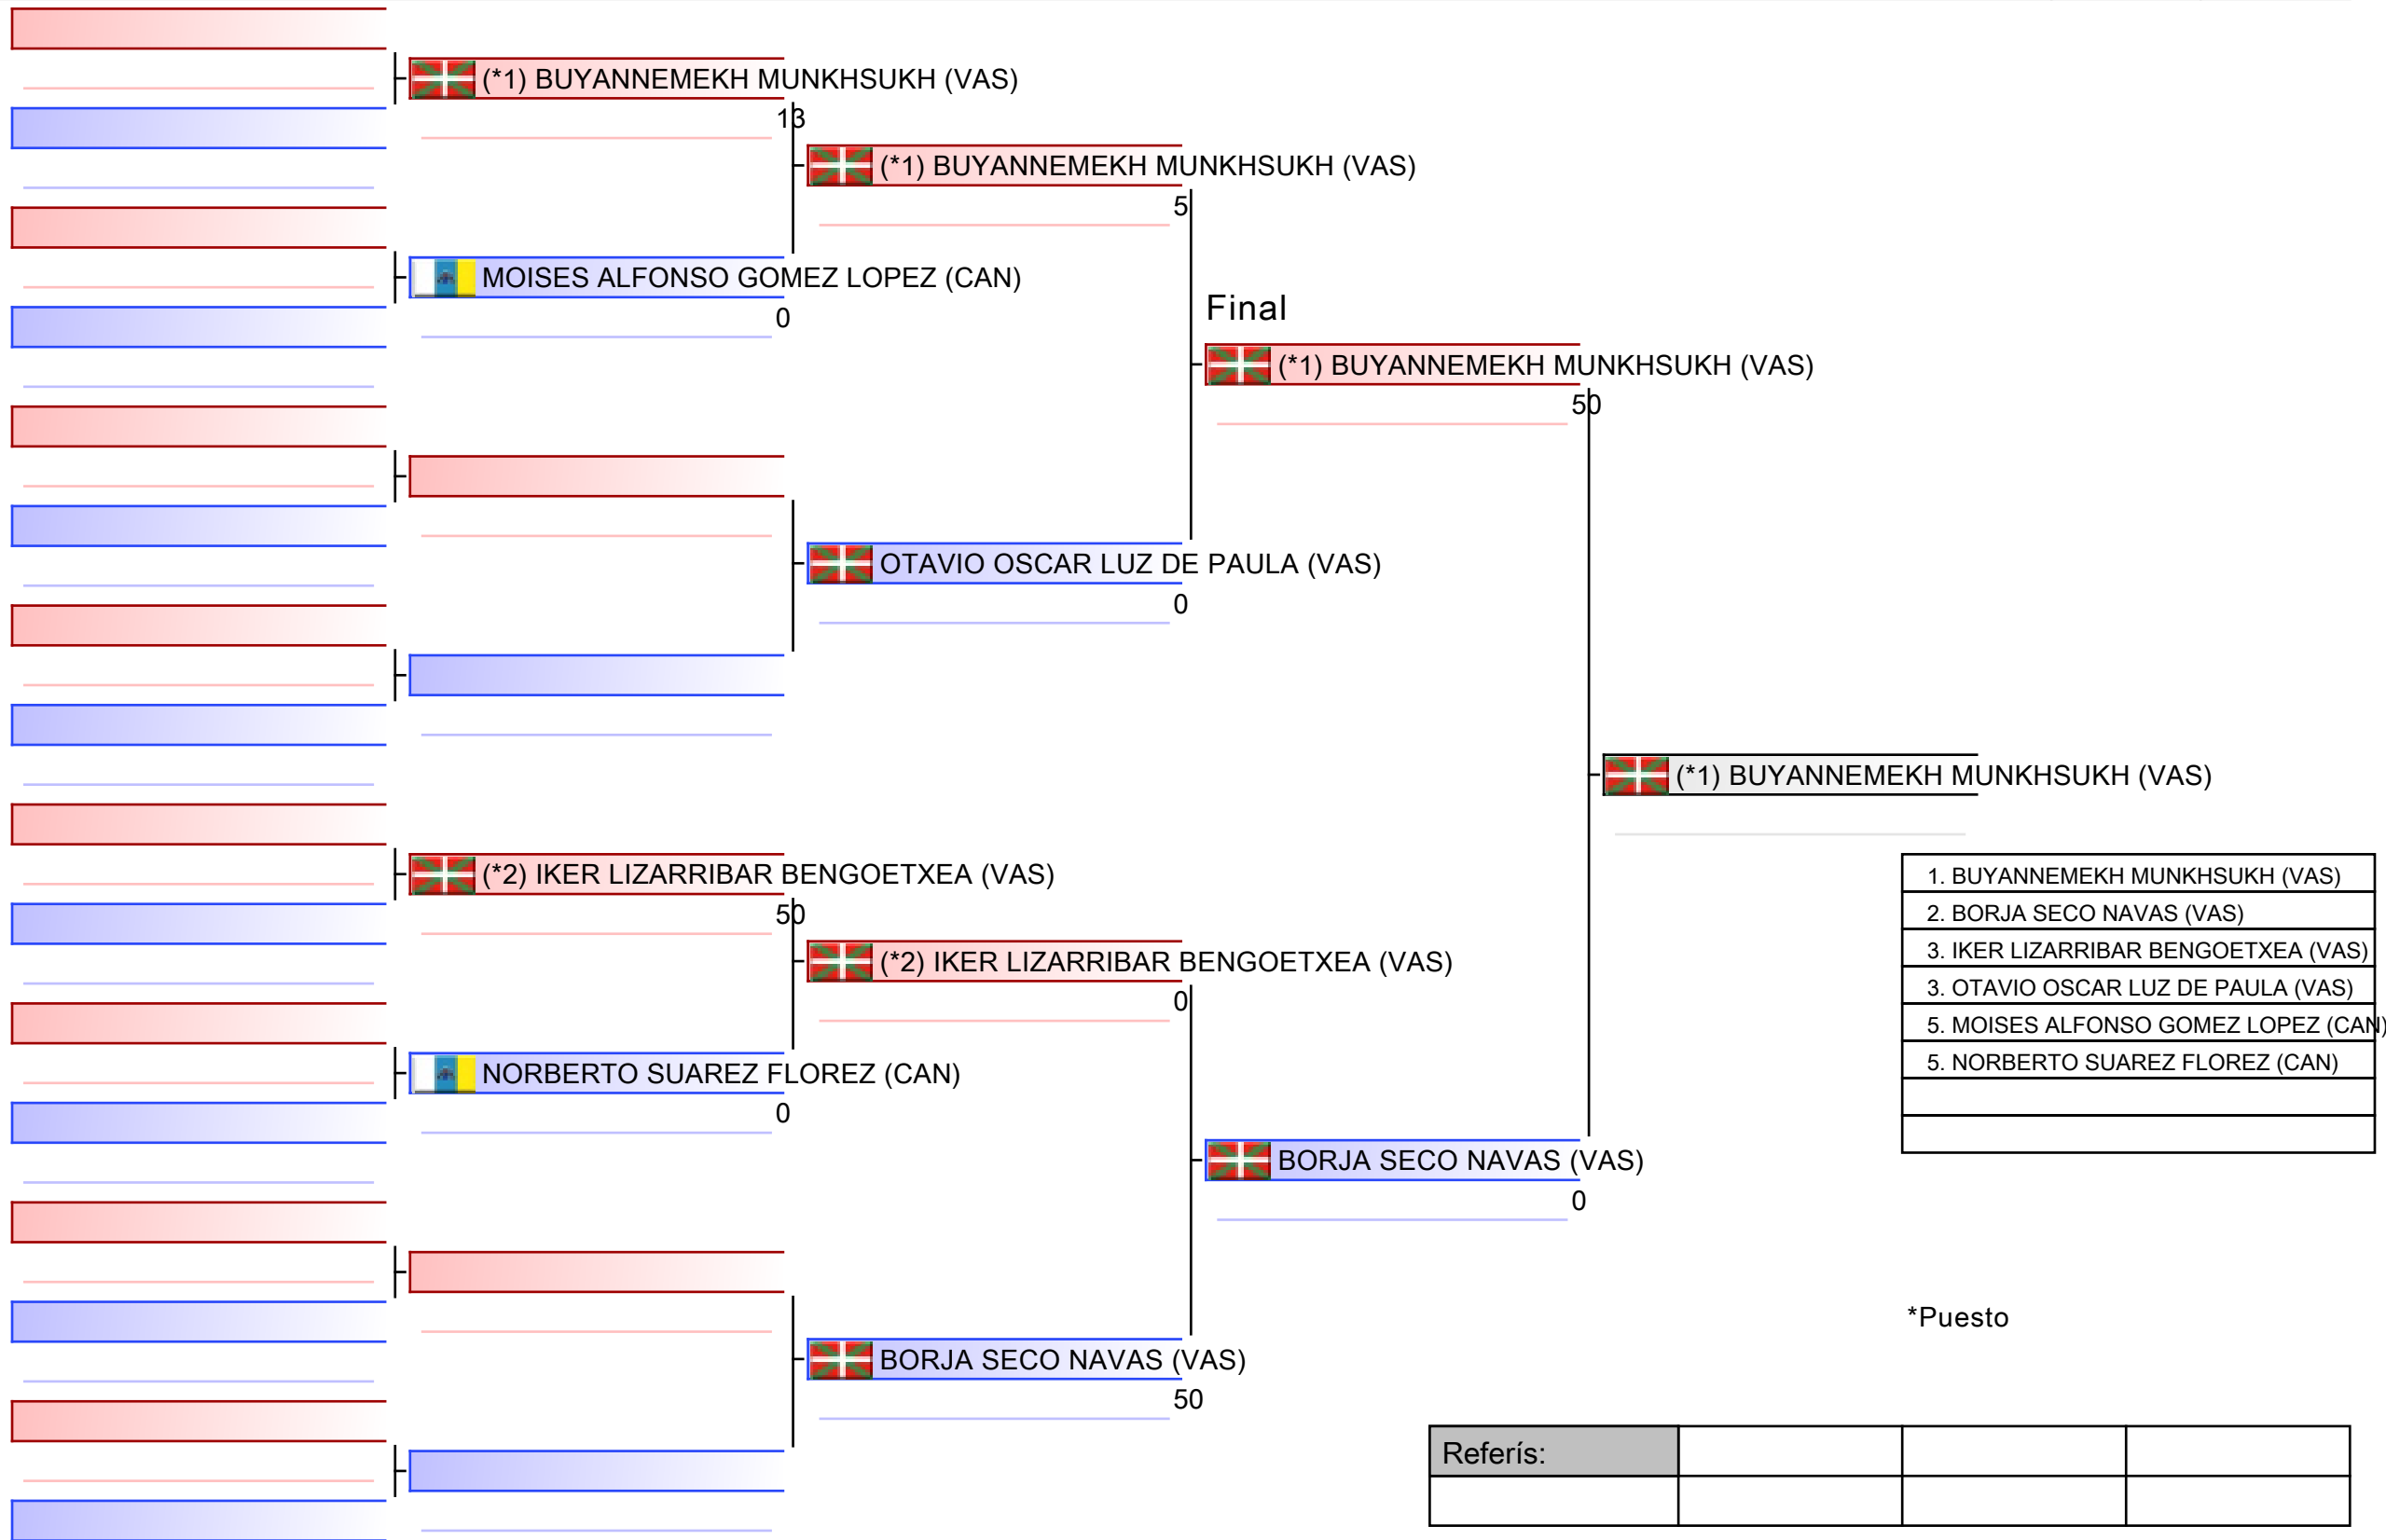 (*1) BUYANNEMEKH MUNKHSUKH (VAS)
13
(*1) BUYANNEMEKH MUNKHSUKH (VAS)
5
MOISES ALFONSO GOMEZ LOPEZ (CAN)
0
Final
(*1) BUYANNEMEKH MUNKHSUKH (VAS)
50
OTAVIO OSCAR LUZ DE PAULA (VAS)
0
(*1) BUYANNEMEKH MUNKHSUKH (VAS)
(*2) IKER LIZARRIBAR BENGOETXEA (VAS)
50
(*2) IKER LIZARRIBAR BENGOETXEA (VAS)
0
NORBERTO SUAREZ FLOREZ (CAN)
0
BORJA SECO NAVAS (VAS)
0
BORJA SECO NAVAS (VAS)
50
1. BUYANNEMEKH MUNKHSUKH (VAS)
2. BORJA SECO NAVAS (VAS)
3. IKER LIZARRIBAR BENGOETXEA (VAS)
3. OTAVIO OSCAR LUZ DE PAULA (VAS)
5. MOISES ALFONSO GOMEZ LOPEZ (CAN)
5. NORBERTO SUAREZ FLOREZ (CAN)
*Puesto
Referís: